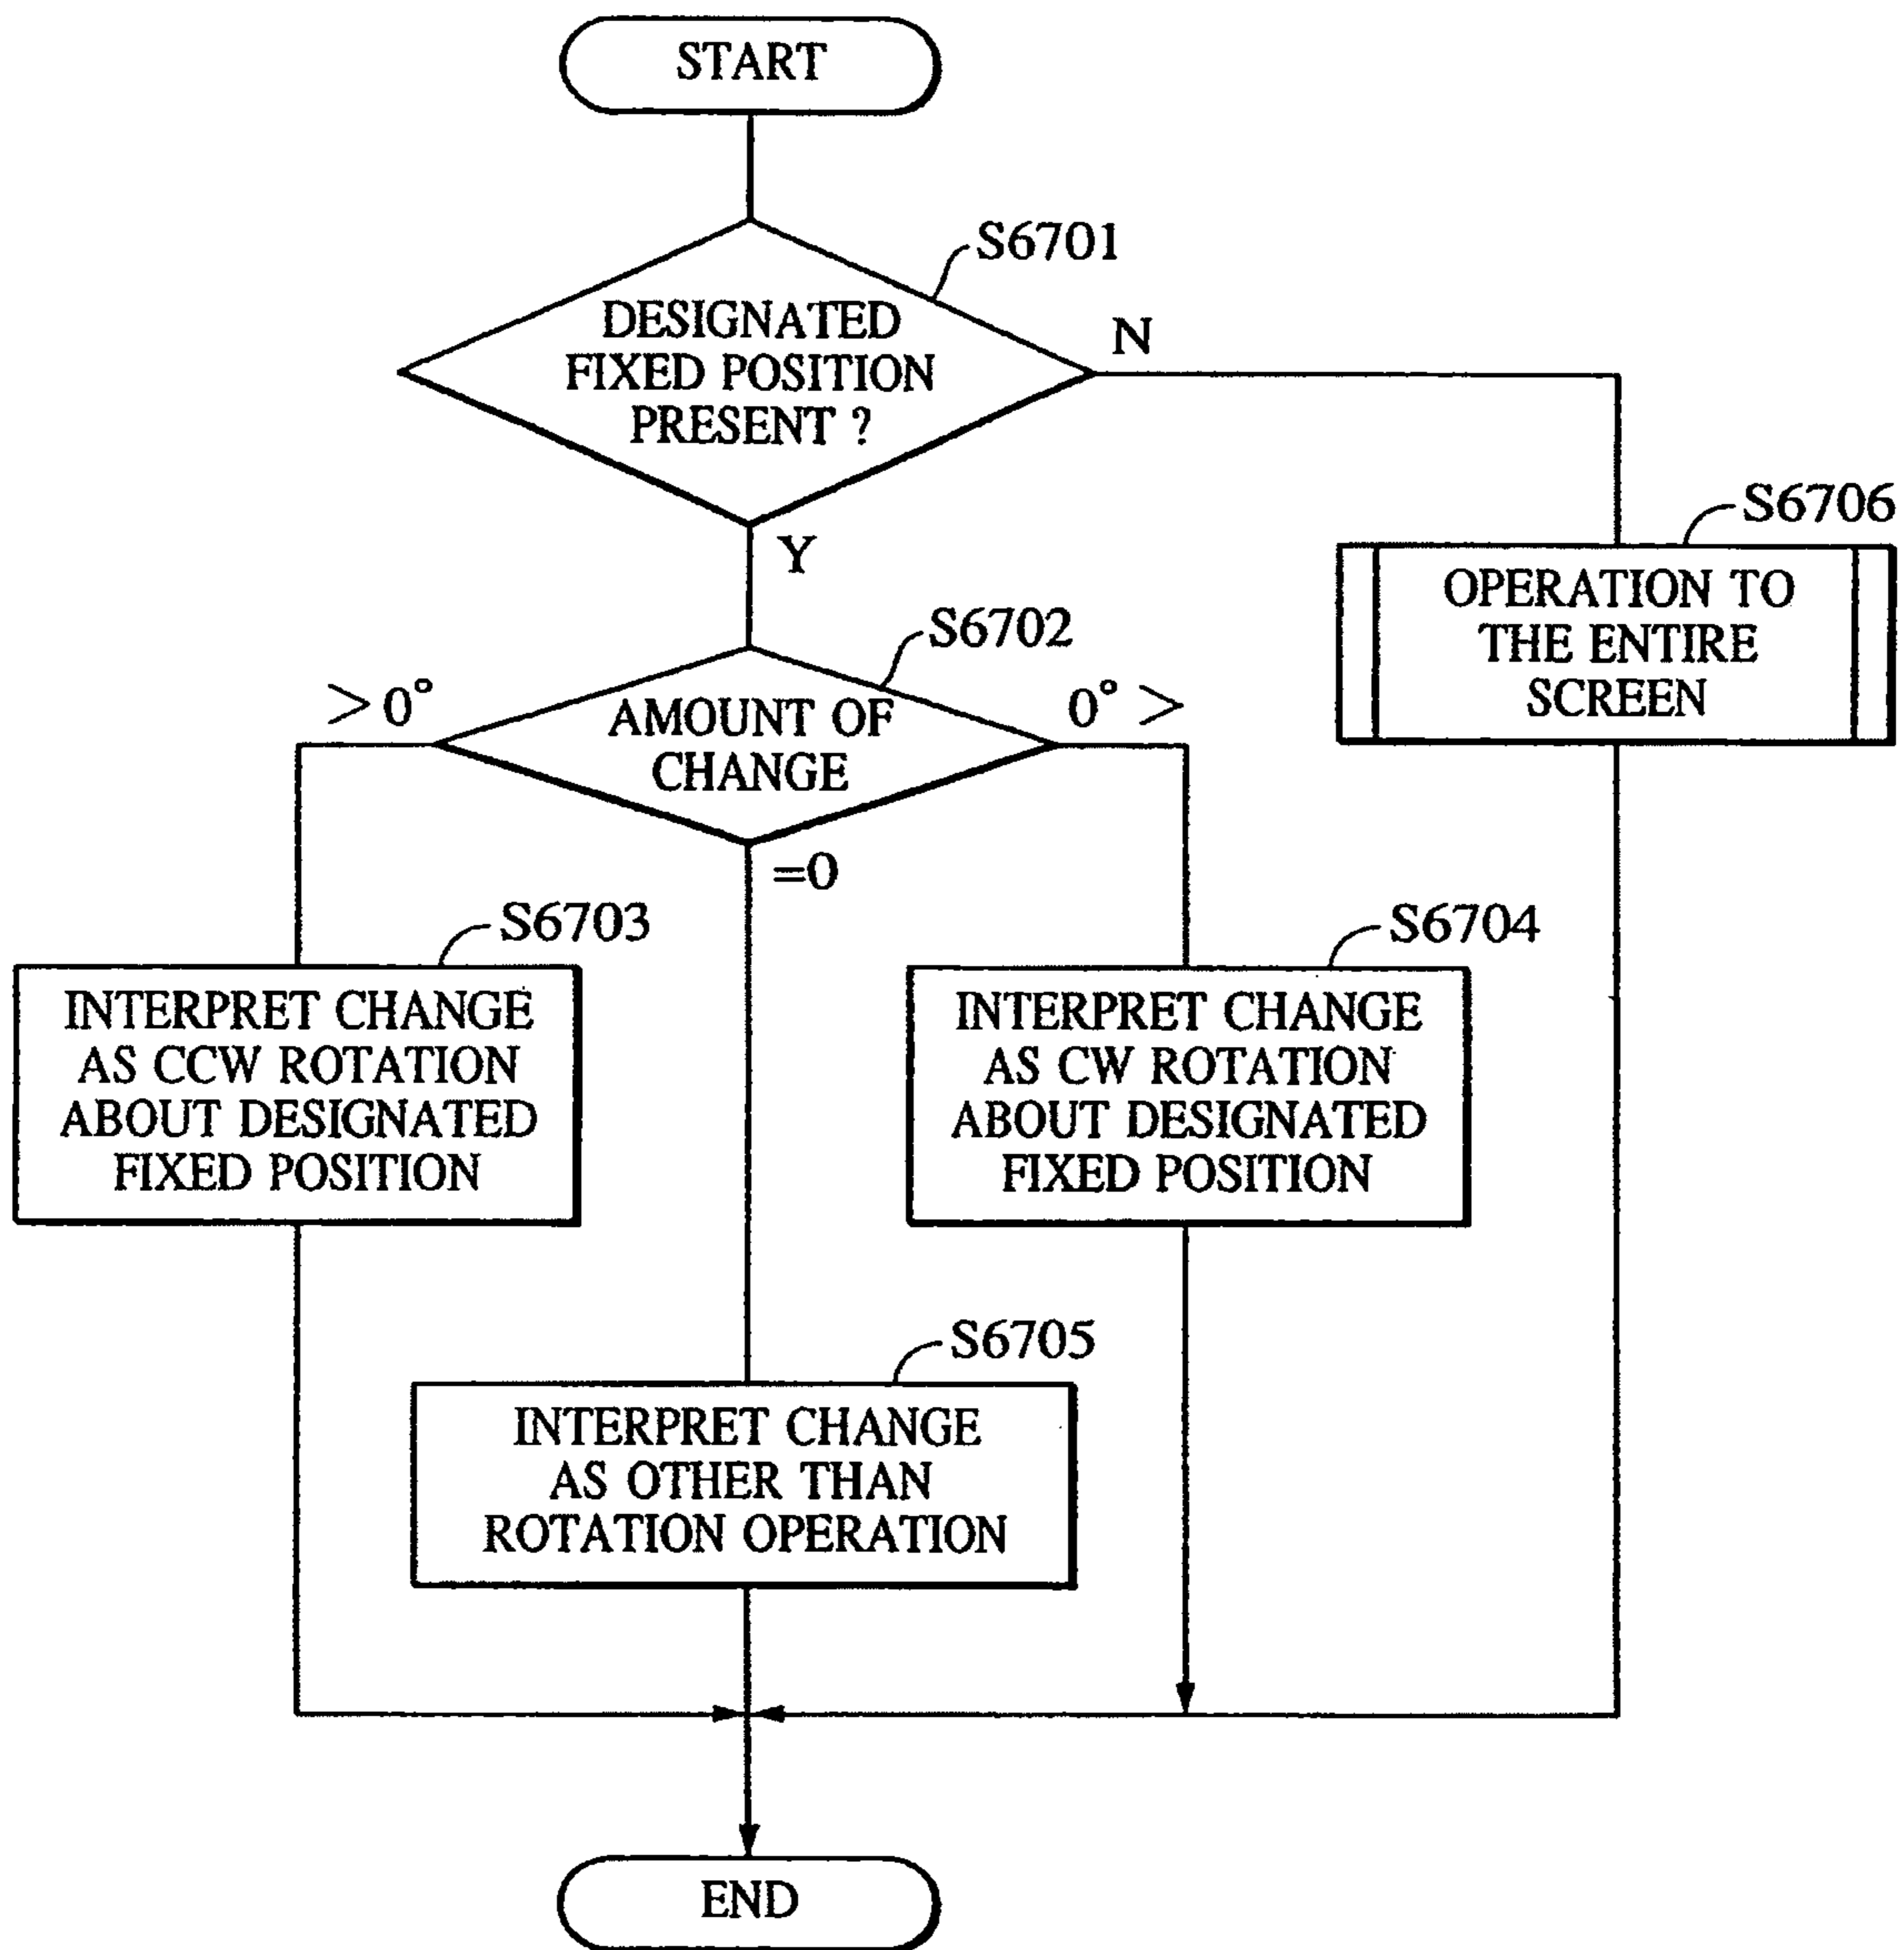 START
S6701
DESIGNATED
FIXED POSITION
PRESENT ?
N
Y
S6706
OPERATION TO
THE ENTIRE
SCREEN
S6702
>0°
AMOUNT OF
CHANGE
0° >
=0
S6703
INTERPRET CHANGE
AS CCW ROTATION
ABOUT DESIGNATED
FIXED POSITION
S6704
INTERPRET CHANGE
AS CW ROTATION
ABOUT DESIGNATED
FIXED POSITION
S6705
INTERPRET CHANGE
AS OTHER THAN
ROTATION OPERATION
END